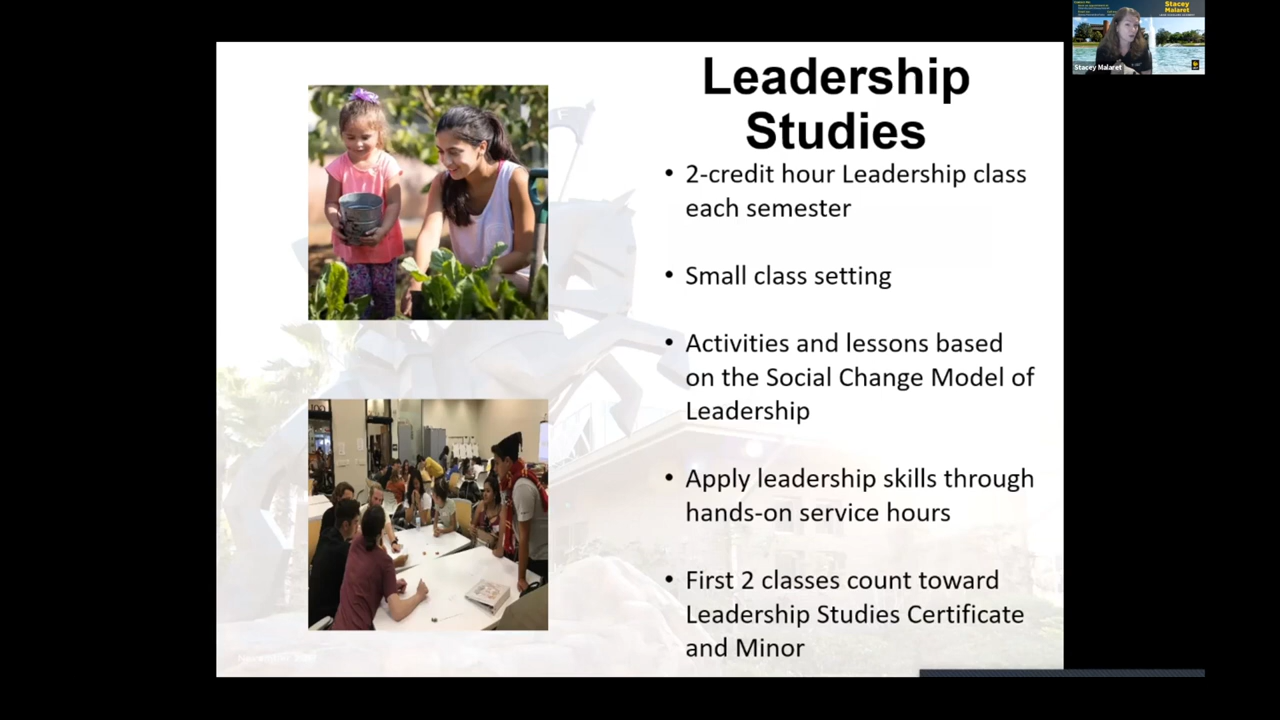 Leadership
Studies
• 2-credit hour Leadership class
each semester
• Small class setting
• Activities and lessons based
on the Social Change Model of
Leadership
• Apply leadership skills through
hands-on service hours
• First 2 classes count toward
Leadership Studies Certificate
and Minor
Stacey
Malaret
Stacey Malaret